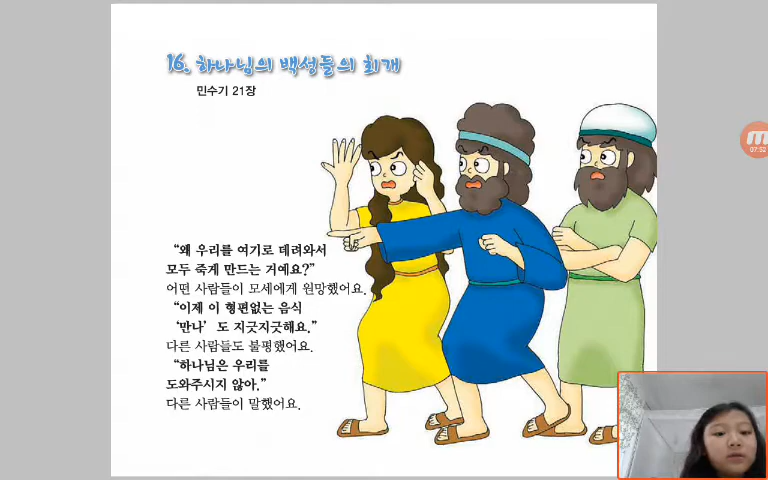 16. 하나님의 백성들의 회개
민수기 21장
“왜 우리를 여기로 데려와서
모두 죽게 만드는 거예요?”
어떤 사람들이 모세에게 원망했어요.
“이제 이 형편없는 음식
‘만나’도 지긋지긋해요.”
다른 사람들도 불평했어요.
“하나님은 우리를
도와주시지 않아.”
다른 사람들이 말했어요.
07:52